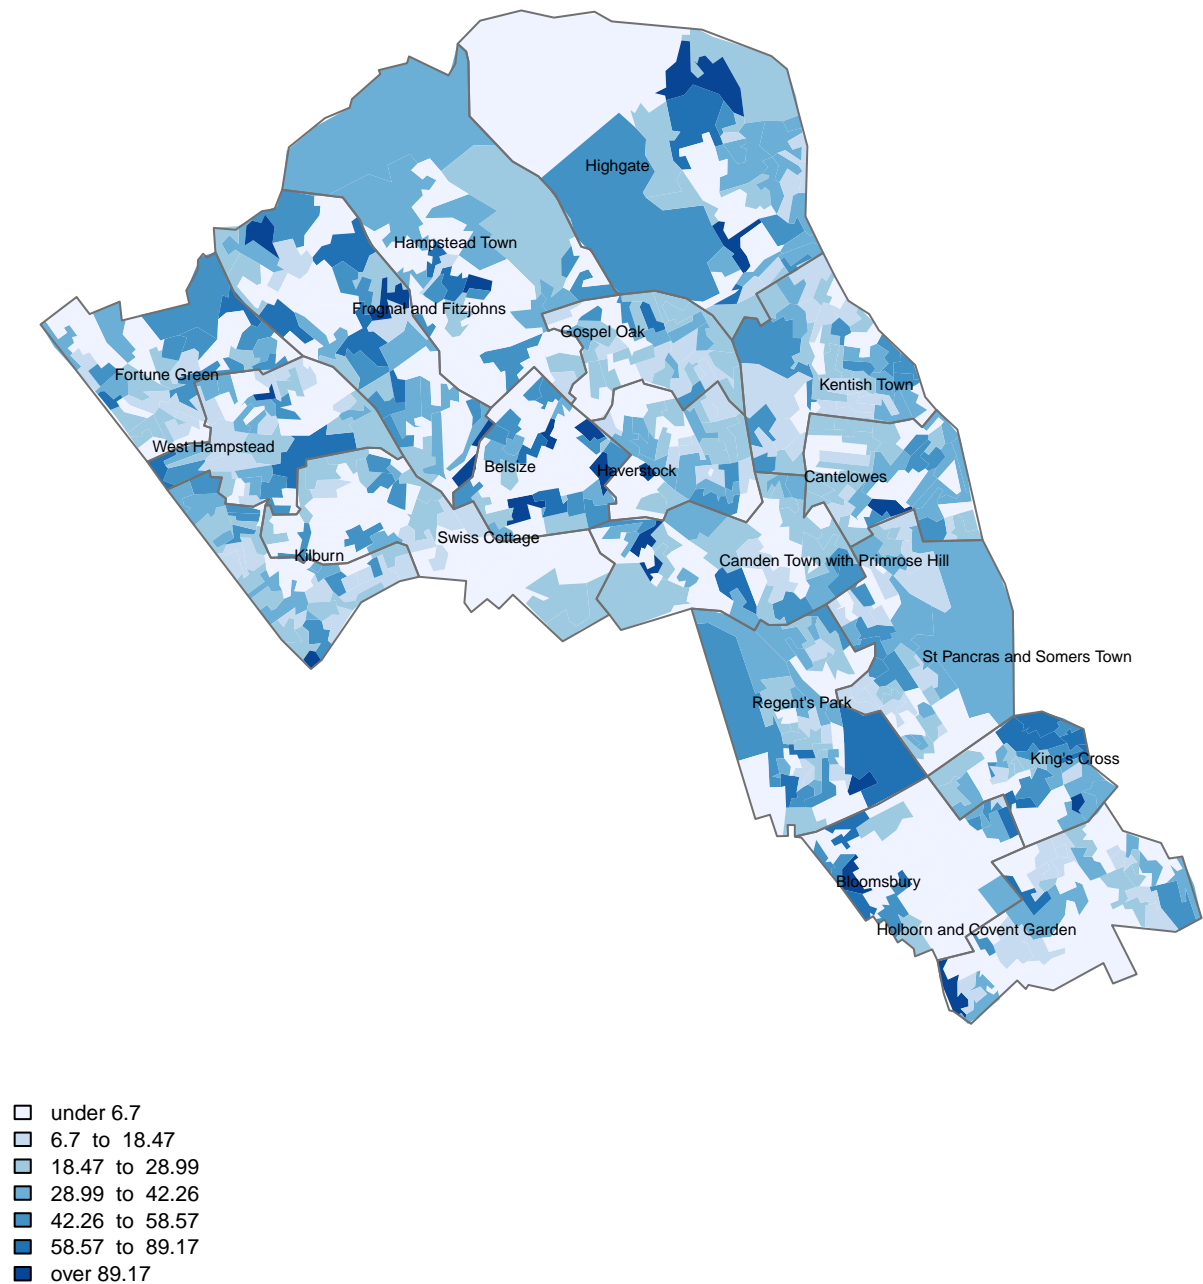 Highgate
Hampstead Town
Frognal and Fitzjohns
Gospel Oak
Fortune Green
Kentish Town
West Hampstead
Belsize
Haverstock
Cantelowes
Swiss Cottage
Kilburn
Camden Town with Primrose Hill
St Pancras and Somers Town
Regent's Park
King's Cross
Bloomsbury
Holborn and Covent Garden
under 6.7
6.7 to 18.47
18.47 to 28.99
28.99 to 42.26
42.26 to 58.57
58.57 to 89.17
over 89.17